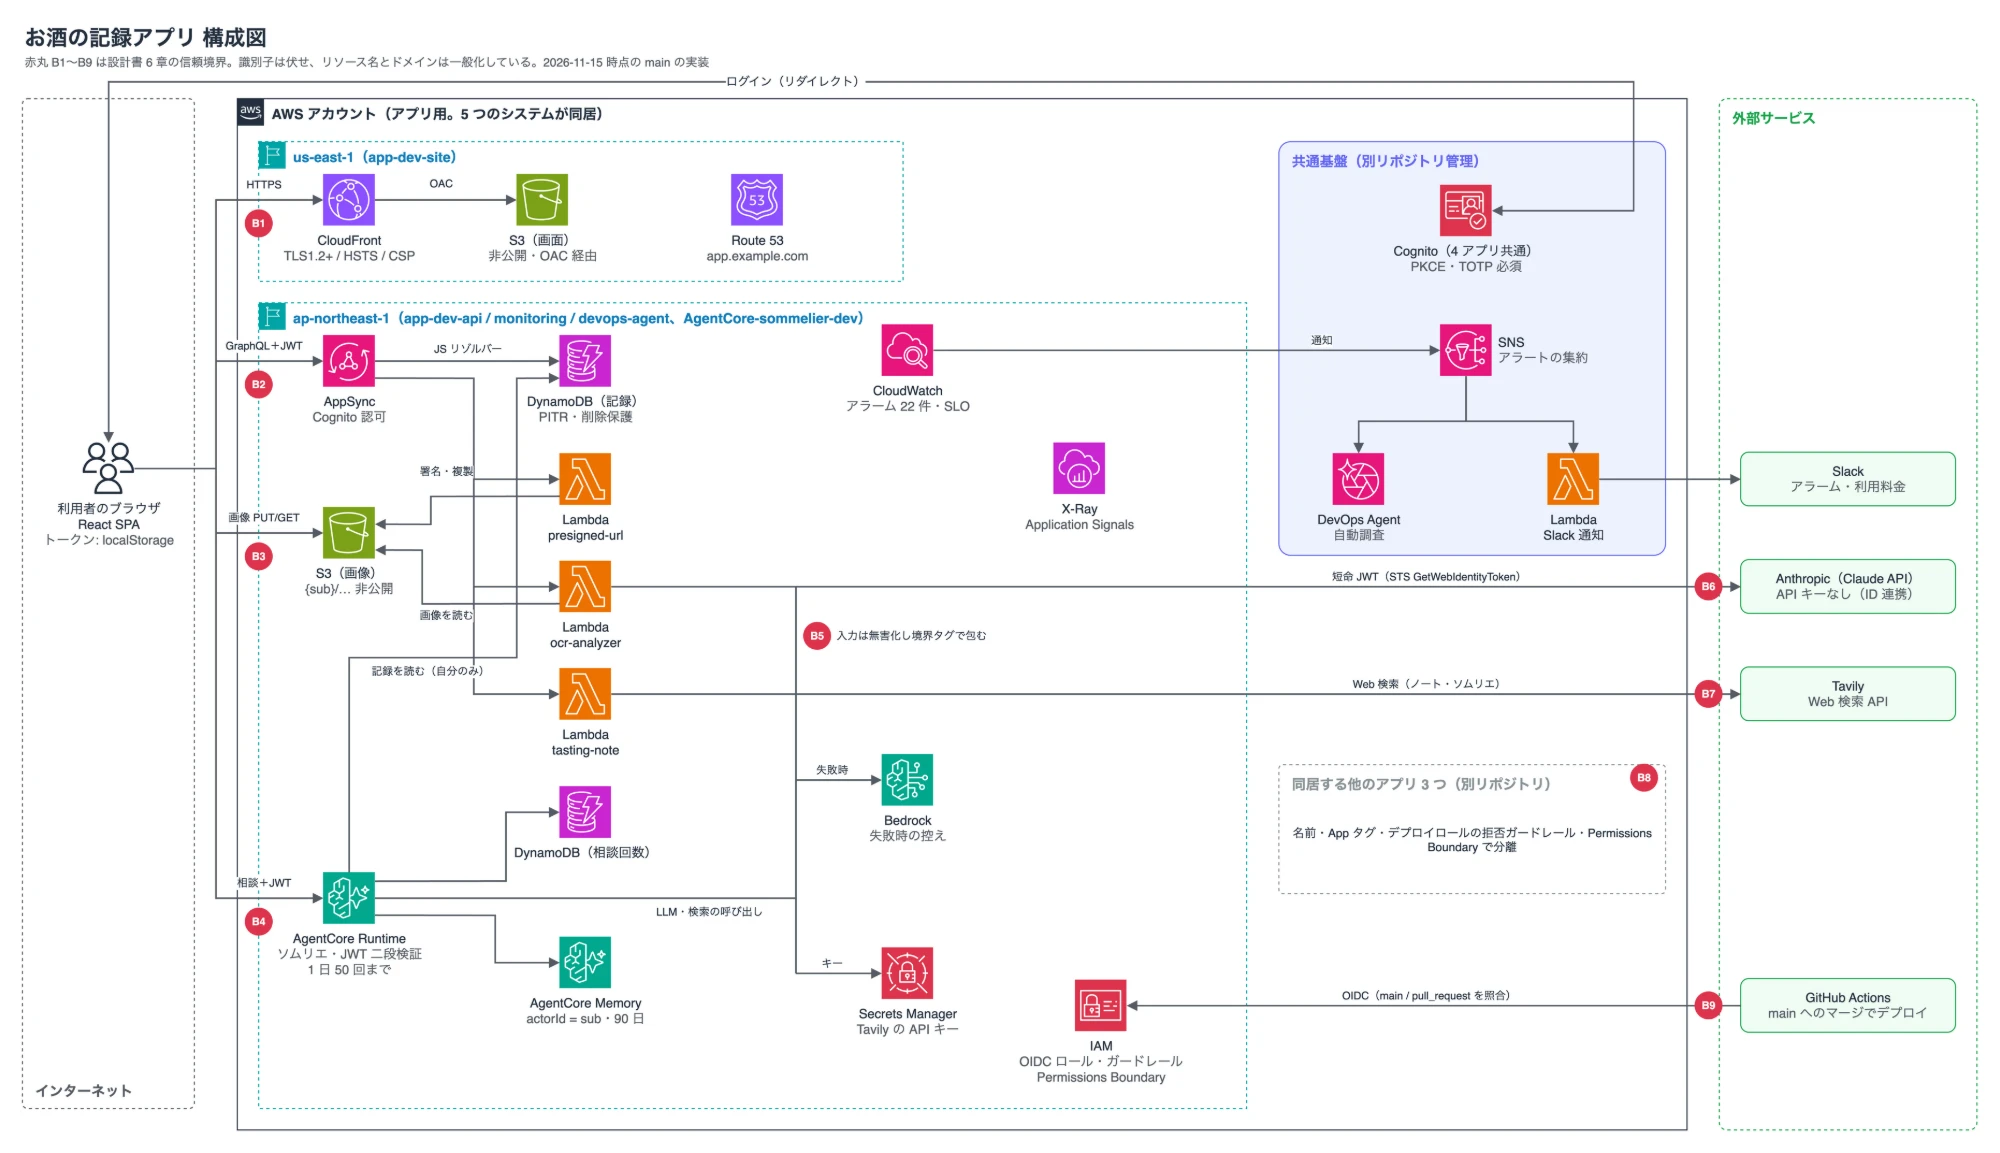 お酒の記録アプリ 構成図
赤丸 B1〜B9 は設計書 6 章の信頼境界。識別子は伏せ、リソース名とドメインは一般化している。2026-11-15 時点の main の実装
ログイン（リダイレクト）
aws
AWS アカウント（アプリ用。5 つのシステムが同居）
外部サービス
us-east-1（app-dev-site）
HTTPS
OAC
B1
CloudFront
TLS1.2+ / HSTS / CSP
S3（画面）
非公開・OAC 経由
53
Route 53
app.example.com
共通基盤（別リポジトリ管理）
Cognito（4 アプリ共通）
PKCE・TOTP 必須
ap-northeast-1（app-dev-api / monitoring / devops-agent、AgentCore-sommelier-dev）
GraphQL＋JWT
JS リゾルバー
B2
AppSync
Cognito 認可
DynamoDB（記録）
PITR・削除保護
CloudWatch
アラーム 22 件・SLO
通知
SNS
アラートの集約
署名・複製
Lambda
presigned-url
X-Ray
Application Signals
DevOps Agent
自動調査
Lambda
Slack 通知
Slack
アラーム・利用料金
利用者のブラウザ
React SPA
トークン: localStorage
画像 PUT/GET
B3
S3（画像）
{sub}/… 非公開
画像を読む
Lambda
ocr-analyzer
短命 JWT（STS GetWebIdentityToken）
B6
Anthropic（Claude API）
API キーなし（ID 連携）
B5
入力は無害化し境界タグで包む
記録を読む（自分のみ）
Lambda
tasting-note
Web 検索（ノート・ソムリエ）
B7
Tavily
Web 検索 API
失敗時
Bedrock
失敗時の控え
同居する他のアプリ 3 つ（別リポジトリ）
B8
名前・App タグ・デプロイロールの拒否ガードレール・Permissions
Boundary で分離
DynamoDB（相談回数）
相談＋JWT
B4
AgentCore Runtime
ソムリエ・JWT 二段検証
1 日 50 回まで
LLM・検索の呼び出し
AgentCore Memory
actorId = sub・90 日
キー
Secrets Manager
Tavily の API キー
IAM
OIDC ロール・ガードレール
Permissions Boundary
OIDC（main / pull_request を照合）
B9
GitHub Actions
main へのマージでデプロイ
インターネット